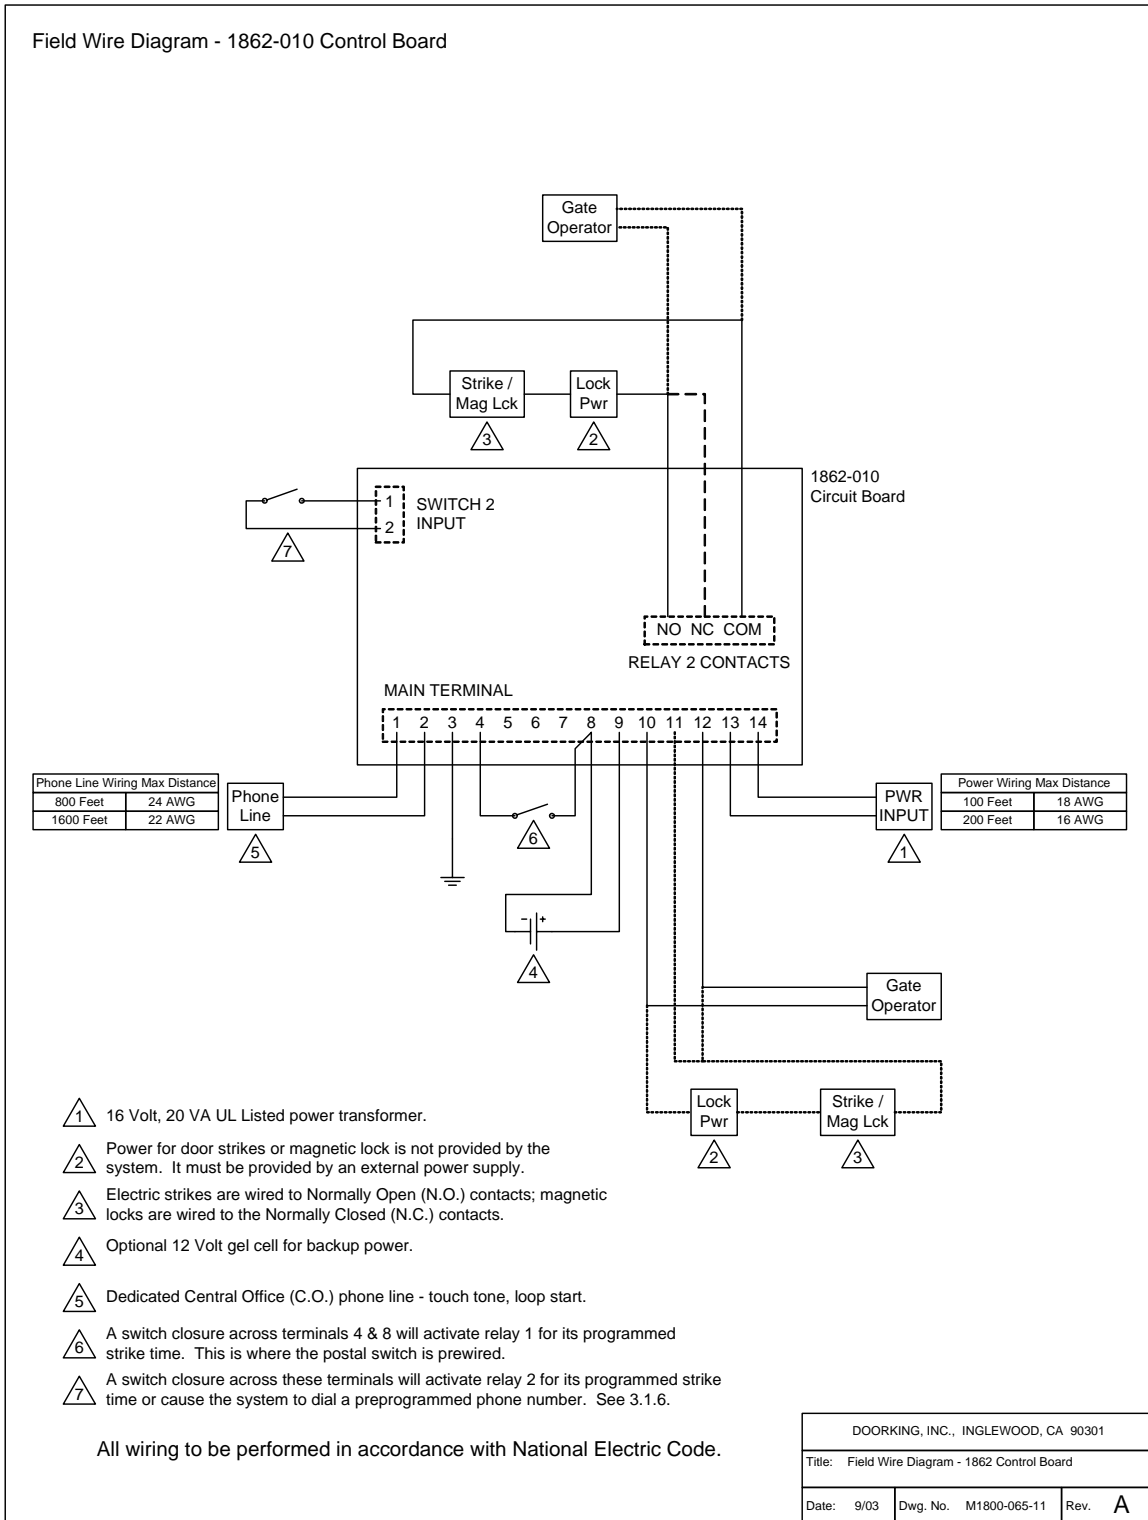 Field Wire Diagram - 1862-010 Control Board
Gate
Operator
Strike /
Mag Lck
Lock
Pwr
3
2
1862-010
Circuit Board
1
2
SWITCH 2
INPUT
7
NO NC COM
RELAY 2 CONTACTS
MAIN TERMINAL
1 2 3 4 5 6 7 8 9 10 11 12 13 14
Phone Line Wiring Max Distance
800 Feet 24 AWG
1600 Feet 22 AWG
Phone
Line
5
6
PWR
INPUT
1
Power Wiring Max Distance
100 Feet 18 AWG
200 Feet 16 AWG
- +
4
Gate
Operator
Lock
Pwr
2
Strike /
Mag Lck
3
1 16 Volt, 20 VA UL Listed power transformer.
2 Power for door strikes or magnetic lock is not provided by the
system. It must be provided by an external power supply.
3 Electric strikes are wired to Normally Open (N.O.) contacts; magnetic
locks are wired to the Normally Closed (N.C.) contacts.
4 Optional 12 Volt gel cell for backup power.
5 Dedicated Central Office (C.O.) phone line - touch tone, loop start.
6 A switch closure across terminals 4 & 8 will activate relay 1 for its programmed
strike time. This is where the postal switch is prewired.
7 A switch closure across these terminals will activate relay 2 for its programmed strike
time or cause the system to dial a preprogrammed phone number. See 3.1.6.
All wiring to be performed in accordance with National Electric Code.
DOORKING, INC., INGLEWOOD, CA 90301
Title: Field Wire Diagram - 1862 Control Board
Date: 9/03 Dwg. No. M1800-065-11 Rev. A